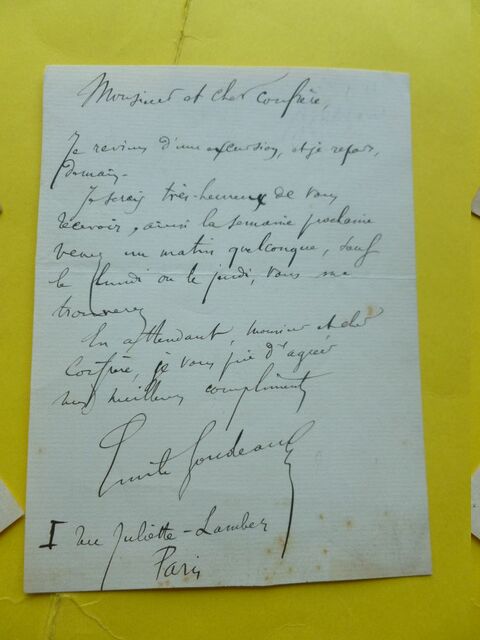 Monsieur et cher confrère,
Je reviens d'une excursion, et je repars,
demain.
Je serais très-heureux de vous
recevoir, ainsi la semaine prochaine
venez un matin quelconque, sauf
le lundi ou le jeudi, vous me
trouverez
En attendant, monsieur et cher
confrère, je vous prie d'agréer
mes meilleurs compliments
Emile Goudeau
1 rue Juliette-Lamber
Paris